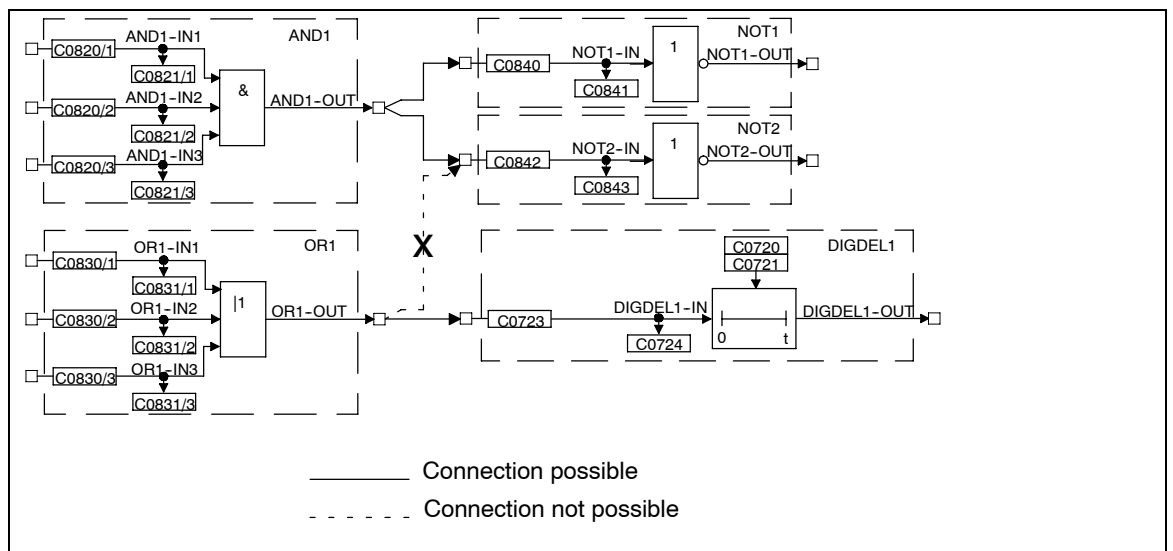 AND1
AND1-IN1
C0820/1
C0821/1
AND1-IN2
C0820/2
C0821/2
AND1-IN3
C0820/3
C0821/3
&
AND1-OUT
NOT1
NOT1-IN
C0840
C0841
1
NOT1-OUT
NOT2
NOT2-IN
C0842
C0843
1
NOT2-OUT
OR1
OR1-IN1
C0830/1
C0831/1
OR1-IN2
C0830/2
C0831/2
OR1-IN3
C0830/3
C0831/3
|1
OR1-OUT
X
DIGDEL1
C0720
C0721
C0723
DIGDEL1-IN
C0724
0 t
DIGDEL1-OUT
Connection possible
Connection not possible